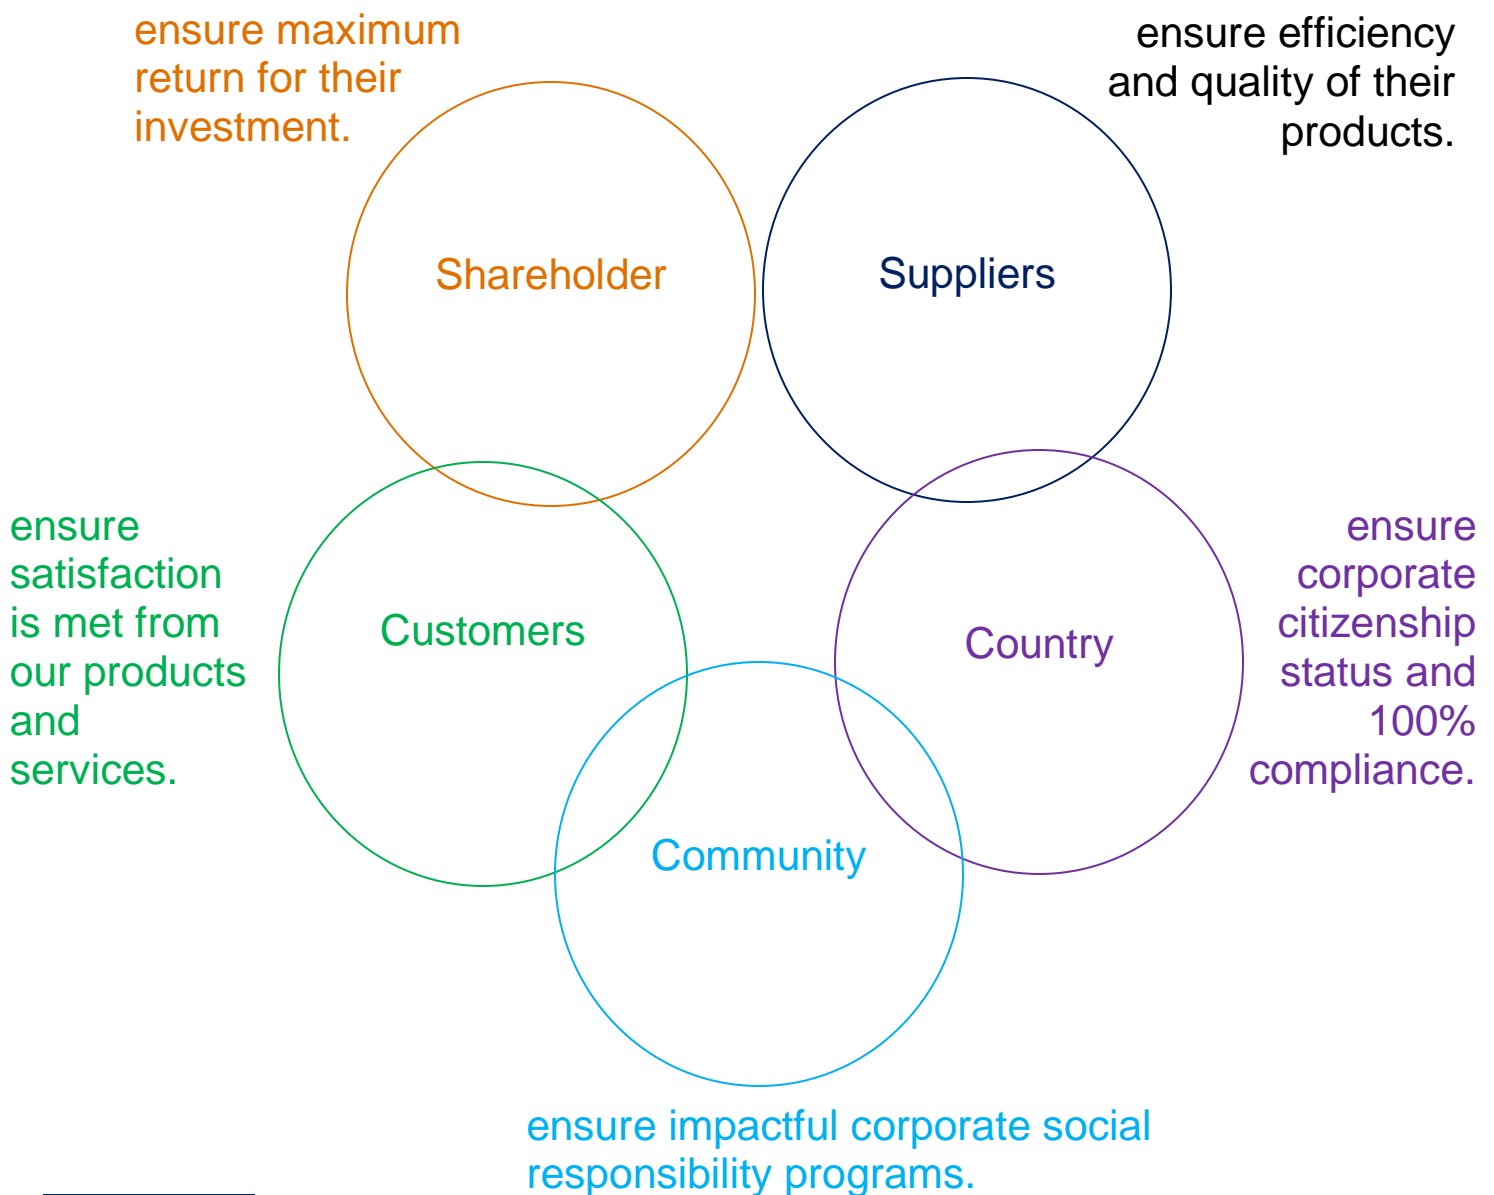 ensure maximum
return for their
investment.
ensure efficiency
and quality of their
products.
Shareholder
Suppliers
ensure
satisfaction
is met from
our products
and
services.
Customers
Country
ensure
corporate
citizenship
status and
100%
compliance.
Community
ensure impactful corporate social
responsibility programs.